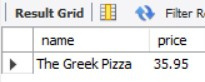 Result Grid Filter R
name price
The Greek Pizza 35.95